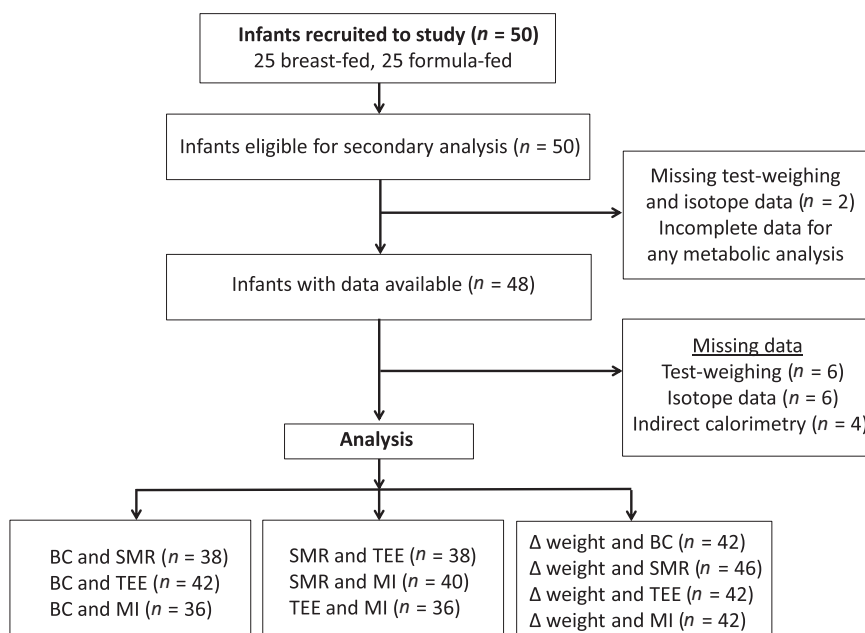 Infants recruited to study (n = 50)
25 breast-fed, 25 formula-fed
Infants eligible for secondary analysis (n = 50)
Missing test-weighing
and isotope data (n = 2)
Incomplete data for
any metabolic analysis
Infants with data available (n = 48)
Missing data
Test-weighing (n = 6)
Isotope data (n = 6)
Indirect calorimetry (n = 4)
Analysis
BC and SMR (n = 38)
BC and TEE (n = 42)
BC and MI (n = 36)
SMR and TEE (n = 38)
SMR and MI (n = 40)
TEE and MI (n = 36)
Δ weight and BC (n = 42)
Δ weight and SMR (n = 46)
Δ weight and TEE (n = 42)
Δ weight and MI (n = 42)